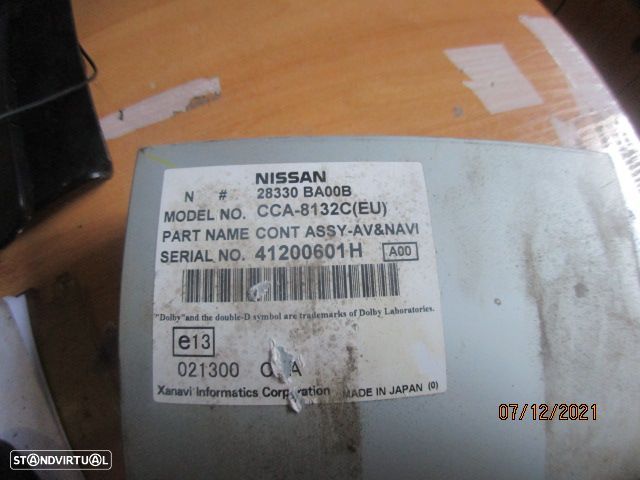 NISSAN
N # 28330 BA00B
MODEL NO. CCA-8132C(EU)
PART NAME CONT ASSY-AV&NAVI
SERIAL NO. 41200601H A00
"Dolby"and the double-D symbol are trademarks of Dolby Laboratories.
e13
021300
Xanavi Informatics Corporation MADE IN JAPAN (0)
07/12/2021
STANDVIRTUAL